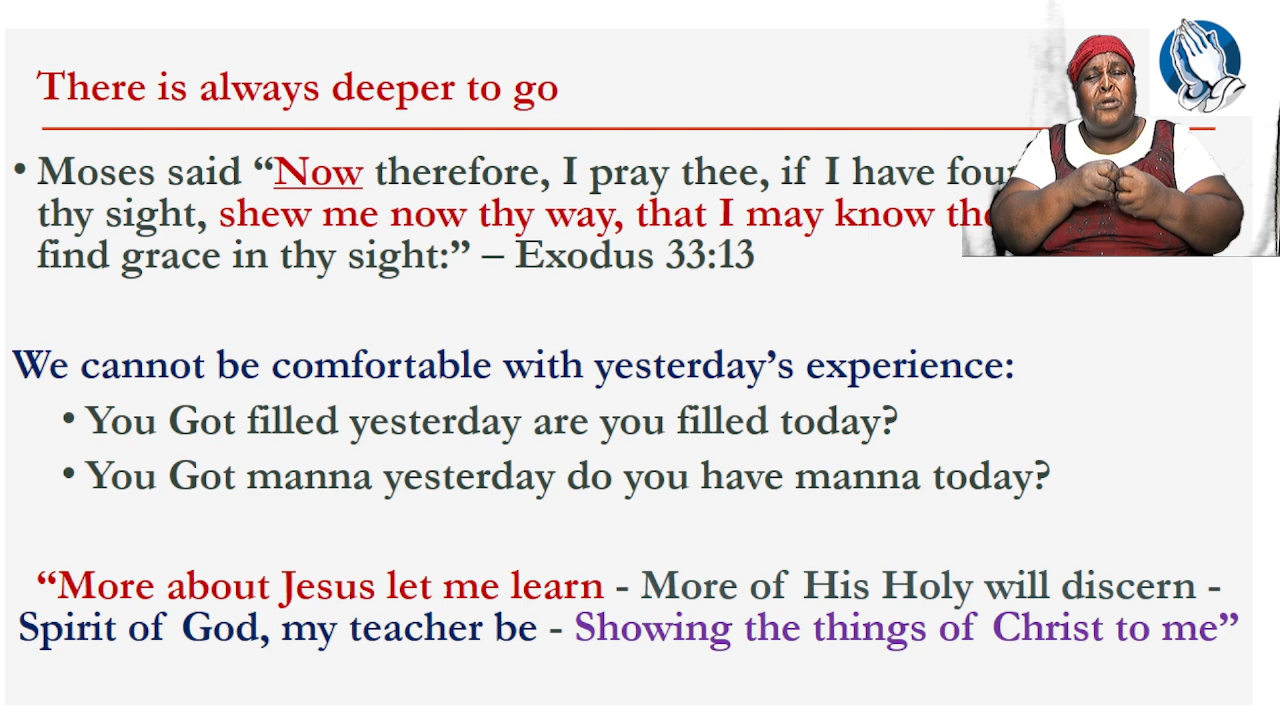 There is always deeper to go
• Moses said “Now therefore, I pray thee, if I have
thy sight, shew me now thy way, that I may know
find grace in thy sight:” – Exodus 33:13
We cannot be comfortable with yesterday’s experience:
• You Got filled yesterday are you filled today?
• You Got manna yesterday do you have manna today?
“More about Jesus let me learn - More of His Holy will discern -
Spirit of God, my teacher be - Showing the things of Christ to me”